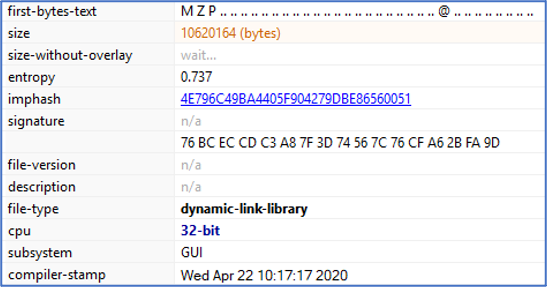 first-bytes-text M Z P .. .. .. .. .. .. .. .. .. .. .. .. .. .. .. .. .. .. .. @ .. .. .. .. .. .. .. ..
size 10620164 (bytes)
size-without-overlay wait...
entropy 0.737
imphash 4E796C49BA4405F904279DBE86560051
signature n/a
76 BC EC CD C3 A8 7F 3D 74 56 7C 76 CF A6 2B FA 9D
file-version n/a
description n/a
file-type dynamic-link-library
cpu 32-bit
subsystem GUI
compiler-stamp Wed Apr 22 10:17:17 2020